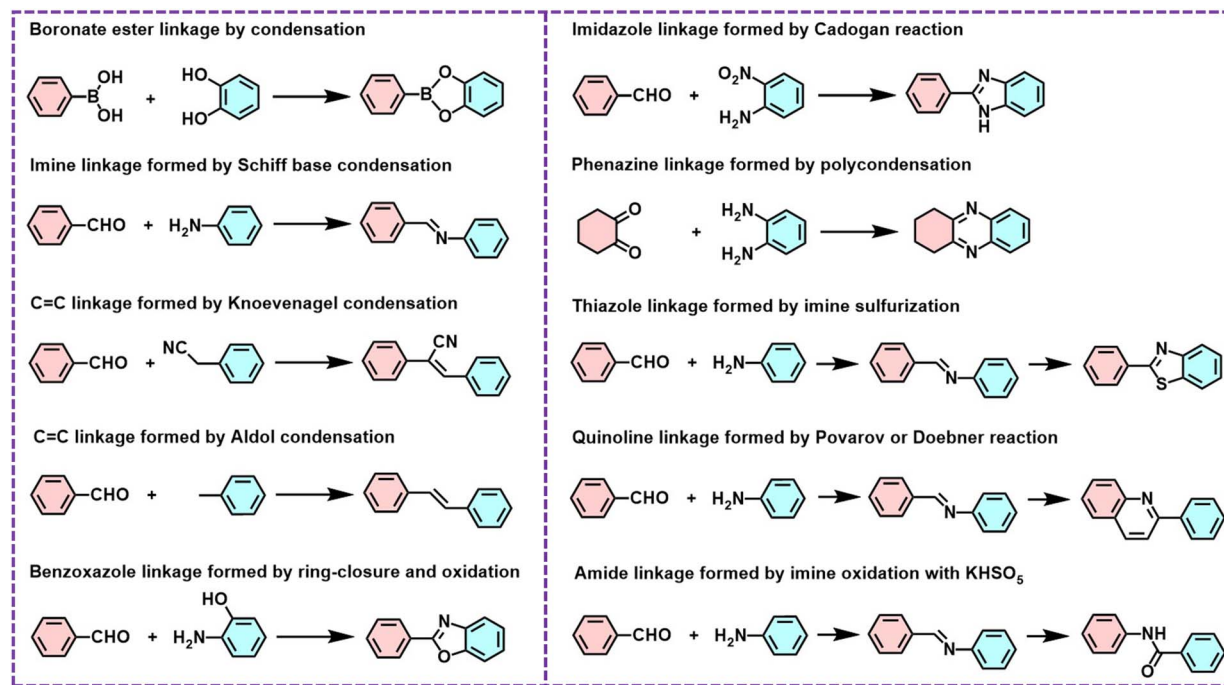 Boronate ester linkage by condensation
OH
B
OH
+
HO
HO
O
B
O
Imine linkage formed by Schiff base condensation
CHO
+
H₂N
N
C=C linkage formed by Knoevenagel condensation
CHO
+
NC
CN
C=C linkage formed by Aldol condensation
CHO
+
Benzoxazole linkage formed by ring-closure and oxidation
HO
CHO
+
H₂N
N
O
Imidazole linkage formed by Cadogan reaction
CHO
+
O₂N
H₂N
N
N
H
Phenazine linkage formed by polycondensation
O
O
+
H₂N
H₂N
N
N
Thiazole linkage formed by imine sulfurization
CHO
+
H₂N
N
N
S
Quinoline linkage formed by Povarov or Doebner reaction
CHO
+
H₂N
N
N
Amide linkage formed by imine oxidation with KHSO₅
CHO
+
H₂N
N
NH
O